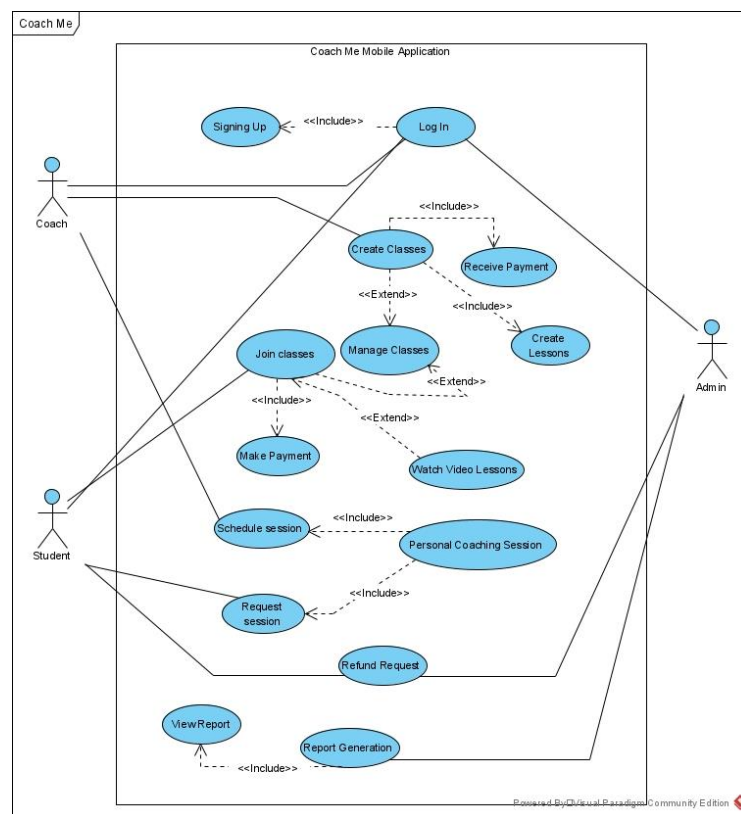 Coach Me
Coach Me Mobile Application
Signing Up
<<Include>>
Log In
Coach
<<Include>>
Create Classes
Receive Payment
<<Extend>>
<<Include>>
Create
Lessons
Join classes
Manage Classes
Admin
<<Extend>>
<<Include>>
<<Extend>>
Make Payment
Watch Video Lessons
Student
Schedule session
<<Include>>
Personal Coaching Session
<<Include>>
Request
session
Refund Request
View Report
Report Generation
<<Include>>
Powered By Visual Paradigm Community Edition